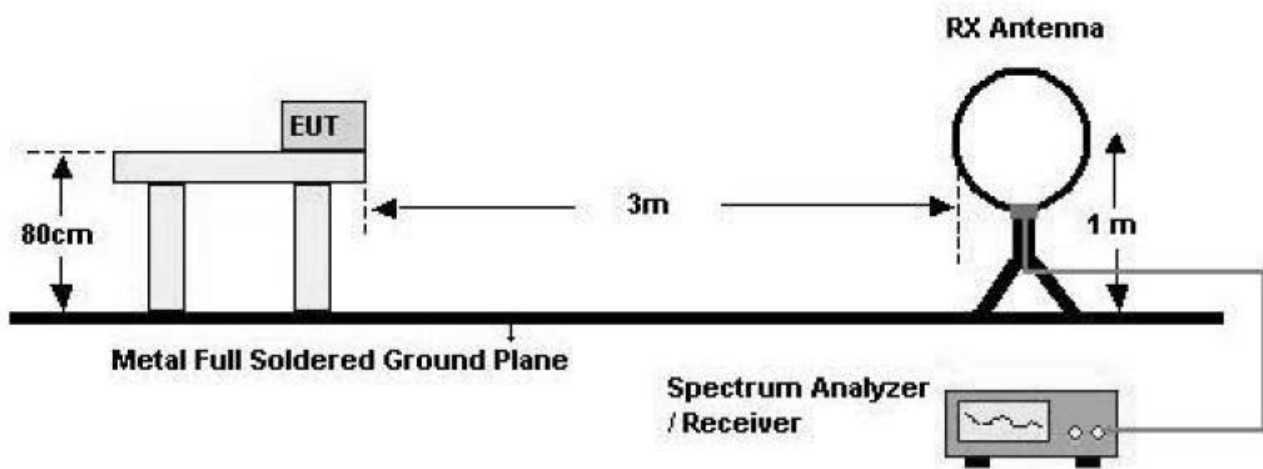 RX Antenna
EUT
80cm
3m
1 m
Metal Full Soldered Ground Plane
Spectrum Analyzer
/ Receiver